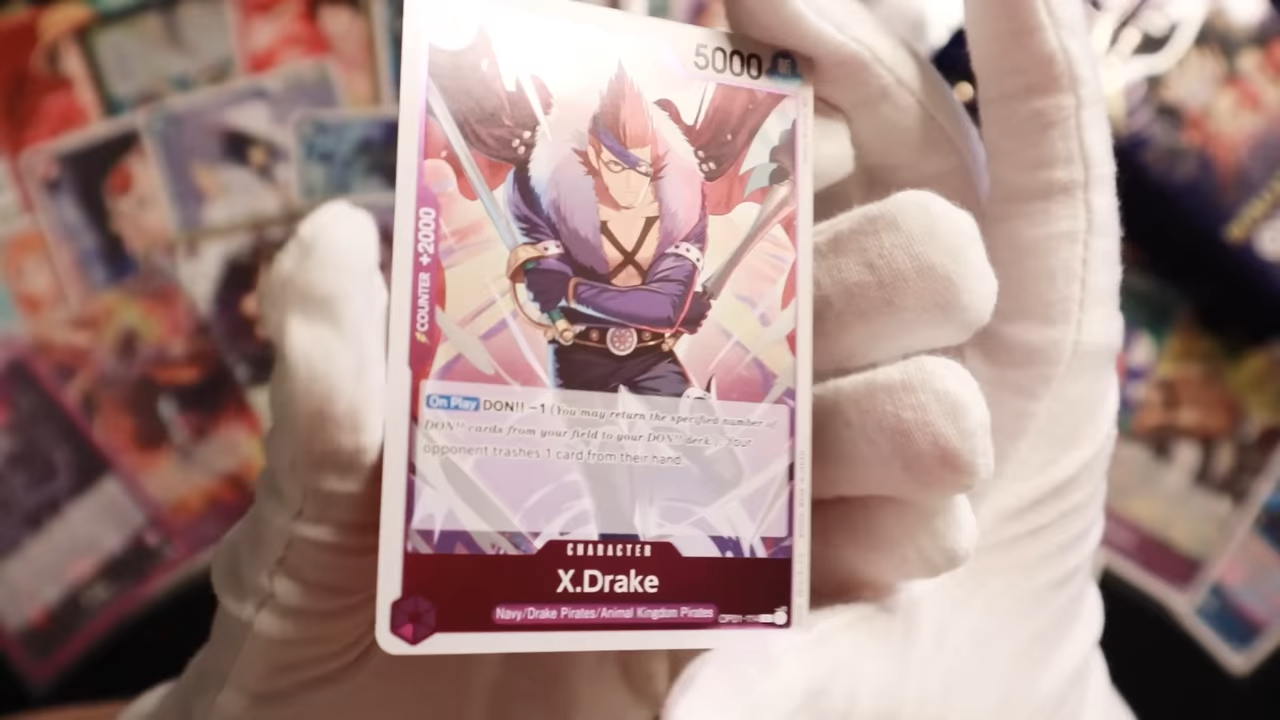 5000
COUNTER +2000
On Play DON!! -1 (You may return the specified number of
DON!! cards from your field to your DON!! deck.): Your
opponent trashes 1 card from their hand.
CHARACTER
X.Drake
Navy/Drake Pirates/Animal Kingdom Pirates